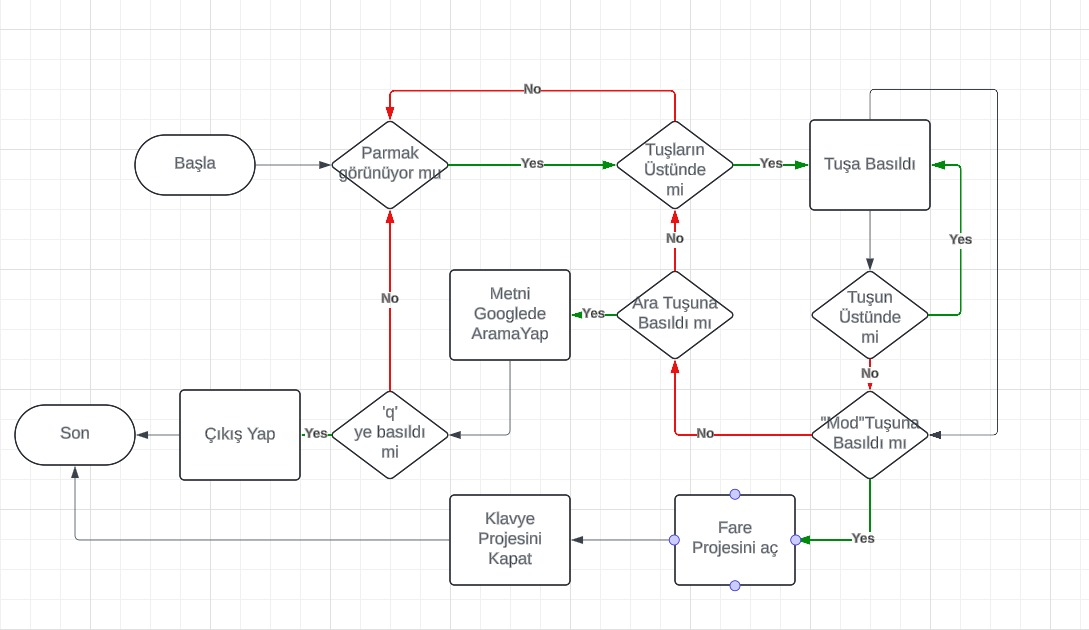 No
Başla
Parmak
görünüyor mu
Yes
Tuşların
Üstünde
mi
Yes
Tuşa Basıldı
No
Yes
No
Metni
Googlede
AramaYap
Yes
Ara Tuşuna
Basıldı mı
Tuşun
Üstünde
mi
No
Son
Çıkış Yap
Yes
'q'
ye basıldı
mi
No
"Mod"Tuşuna
Basıldı mı
Klavye
Projesini
Kapat
Fare
Projesini aç
Yes